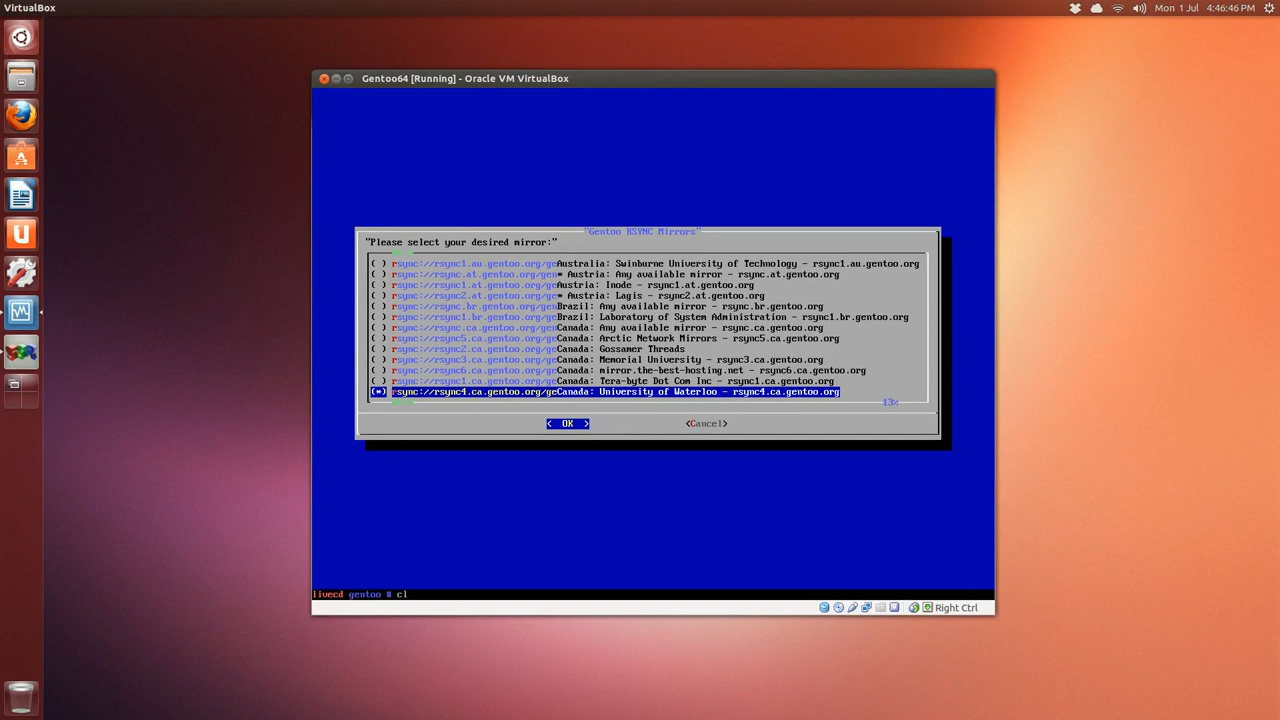 VirtualBox
Mon 1 Jul 4:46:46 PM
Gentoo64 [Running] - Oracle VM VirtualBox
"Gentoo RSYNC Mirrors"
"Please select your desired mirror:"
( ) rsync://rsync1.au.gentoo.org/geAustralia: Swinburne University of Technology - rsync1.au.gentoo.org
( ) rsync://rsync.at.gentoo.org/gen* Austria: Any available mirror - rsync.at.gentoo.org
( ) rsync://rsync1.at.gentoo.org/geAustria: Inode - rsync1.at.gentoo.org
( ) rsync://rsync2.at.gentoo.org/ge* Austria: Lagis - rsync2.at.gentoo.org
( ) rsync://rsync.br.gentoo.org/genBrazil: Any available mirror - rsync.br.gentoo.org
( ) rsync://rsync1.br.gentoo.org/geBrazil: Laboratory of System Administration - rsync1.br.gentoo.org
( ) rsync://rsync.ca.gentoo.org/genCanada: Any available mirror - rsync.ca.gentoo.org
( ) rsync://rsync5.ca.gentoo.org/geCanada: Arctic Network Mirrors - rsync5.ca.gentoo.org
( ) rsync://rsync2.ca.gentoo.org/geCanada: Gossamer Threads
( ) rsync://rsync3.ca.gentoo.org/geCanada: Memorial University - rsync3.ca.gentoo.org
( ) rsync://rsync6.ca.gentoo.org/geCanada: mirror.the-best-hosting.net - rsync6.ca.gentoo.org
( ) rsync://rsync1.ca.gentoo.org/geCanada: Tera-byte Dot Com Inc - rsync1.ca.gentoo.org
(*) rsync://rsync4.ca.gentoo.org/geCanada: University of Waterloo - rsync4.ca.gentoo.org
13%
< OK > <Cancel>
livecd gentoo # cl
Right Ctrl